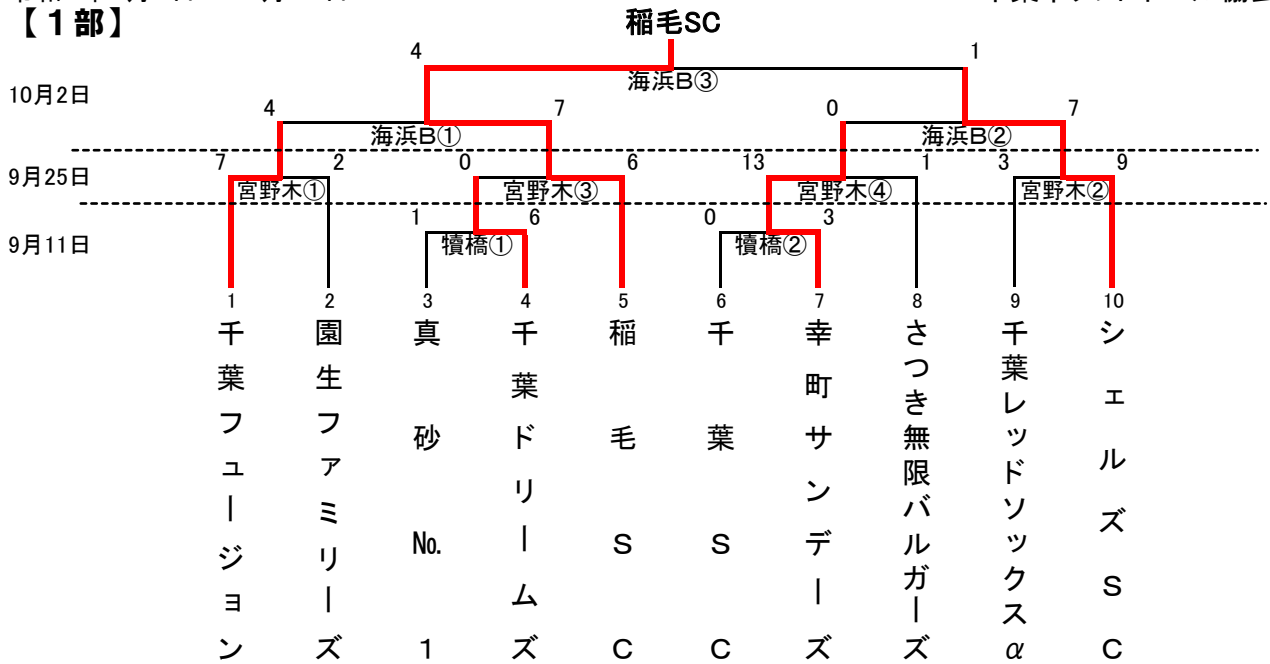 【１部】
稲毛SC
4
1
海浜Ｂ③
10月2日
4
7
0
7
海浜Ｂ①
海浜Ｂ②
7
2
0
6
13
1
3
9
9月25日
宮野木①
宮野木③
宮野木④
宮野木②
1
6
0
3
9月11日
犢橋①
犢橋②
1
2
3
4
5
6
7
8
9
10
千葉フュージョン
園生ファミリーズ
真砂№１
千葉ドリームズ
稲毛ＳＣ
千葉ＳＣ
幸町サンデーズ
さつき無限バルガーズ
千葉レッドソックスα
シェルズＳＣ